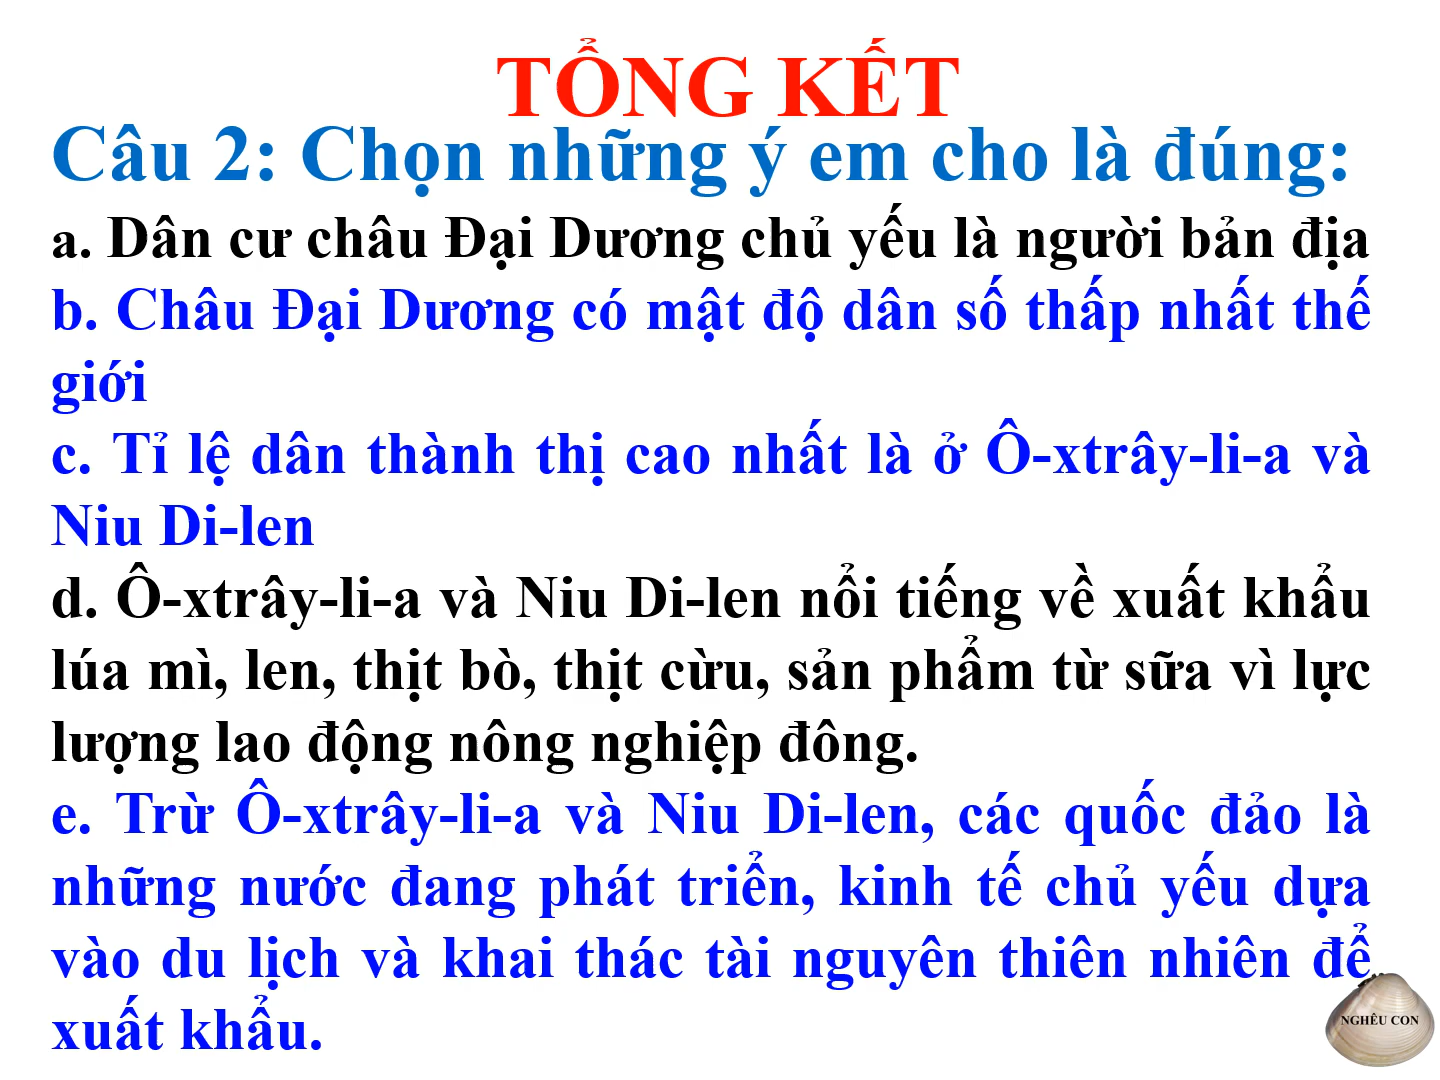 TỔNG KẾT
Câu 2: Chọn những ý em cho là đúng:
a. Dân cư châu Đại Dương chủ yếu là người bản địa
b. Châu Đại Dương có mật độ dân số thấp nhất thế
giới
c. Tỉ lệ dân thành thị cao nhất là ở Ô-xtrây-li-a và
Niu Di-len
d. Ô-xtrây-li-a và Niu Di-len nổi tiếng về xuất khẩu
lúa mì, len, thịt bò, thịt cừu, sản phẩm từ sữa vì lực
lượng lao động nông nghiệp đông.
e. Trừ Ô-xtrây-li-a và Niu Di-len, các quốc đảo là
những nước đang phát triển, kinh tế chủ yếu dựa
vào du lịch và khai thác tài nguyên thiên nhiên để
xuất khẩu.
NGHÊU CON